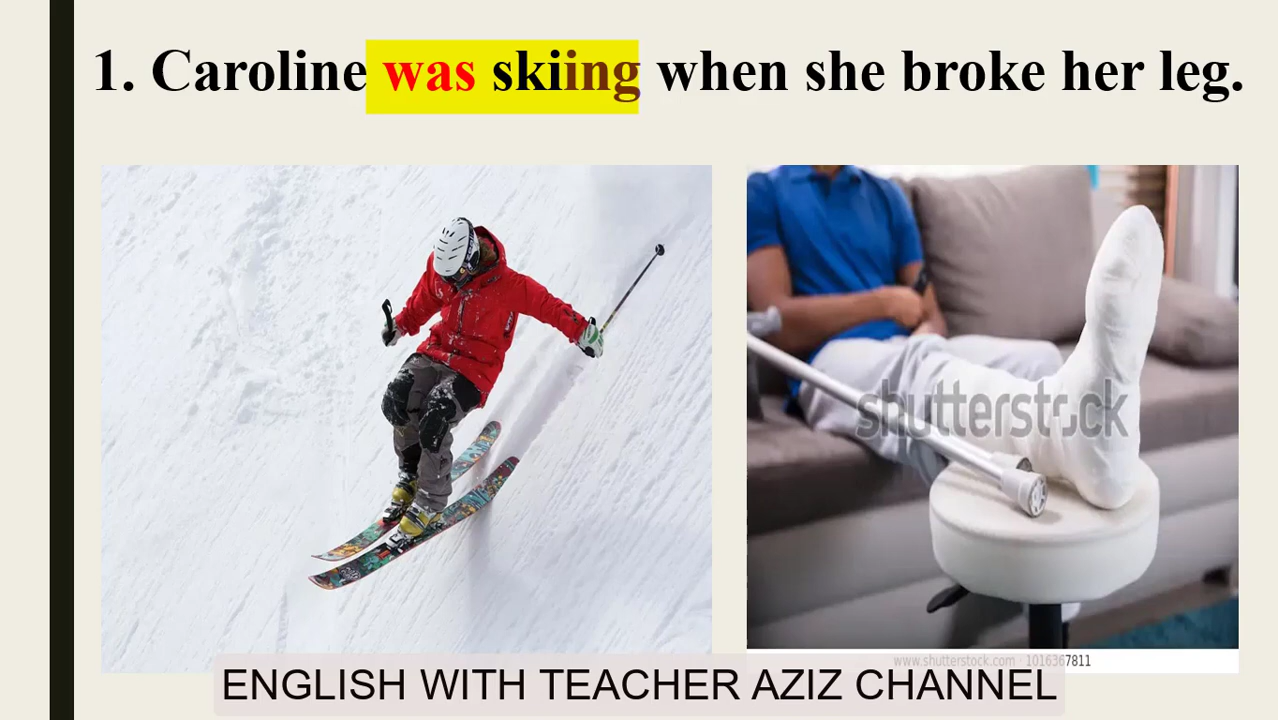 1. Caroline was skiing when she broke her leg.
shutterstock
www.shutterstock.com · 1016367811
ENGLISH WITH TEACHER AZIZ CHANNEL